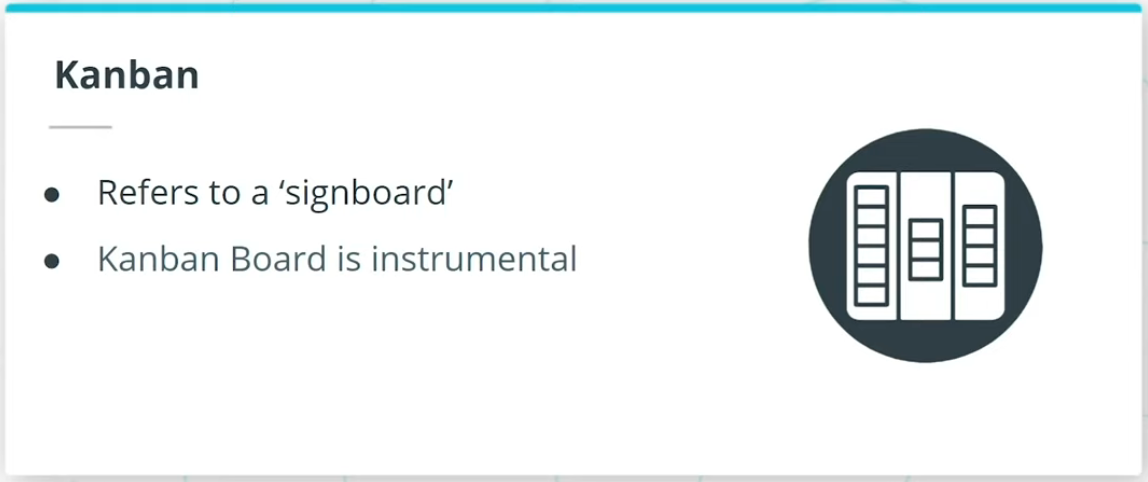 Kanban
● Refers to a ‘signboard’
● Kanban Board is instrumental